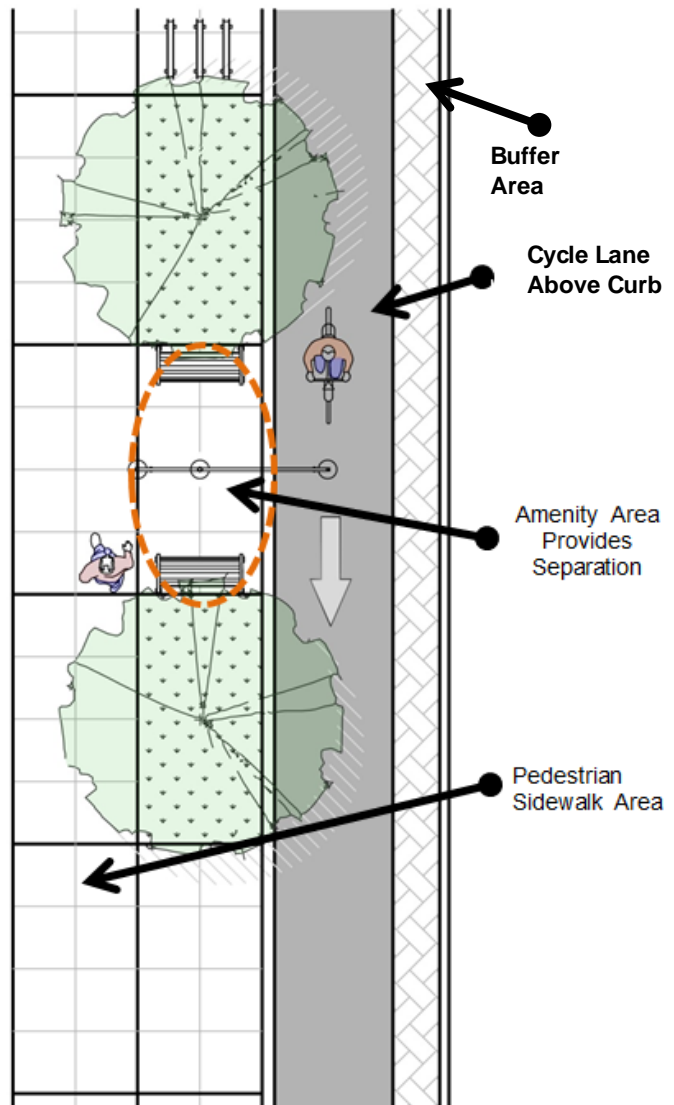 Buffer
Area
Cycle Lane
Above Curb
Amenity Area
Provides
Separation
Pedestrian
Sidewalk Area